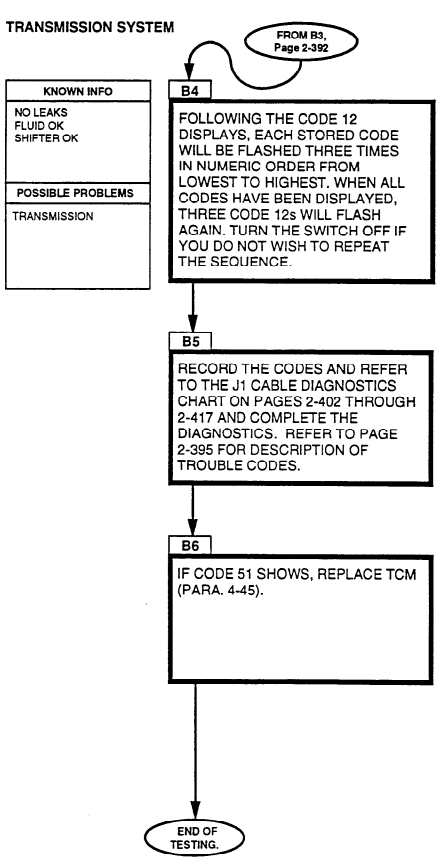 TRANSMISSION SYSTEM
FROM B3,
Page 2-392
KNOWN INFO
NO LEAKS
FLUID OK
SHIFTER OK
POSSIBLE PROBLEMS
TRANSMISSION
B4
FOLLOWING THE CODE 12
DISPLAYS, EACH STORED CODE
WILL BE FLASHED THREE TIMES
IN NUMERIC ORDER FROM
LOWEST TO HIGHEST. WHEN ALL
CODES HAVE BEEN DISPLAYED,
THREE CODE 12s WILL FLASH
AGAIN. TURN THE SWITCH OFF IF
YOU DO NOT WISH TO REPEAT
THE SEQUENCE.
B5
RECORD THE CODES AND REFER
TO THE J1 CABLE DIAGNOSTICS
CHART ON PAGES 2-402 THROUGH
2-417 AND COMPLETE THE
DIAGNOSTICS. REFER TO PAGE
2-395 FOR DESCRIPTION OF
TROUBLE CODES.
B6
IF CODE 51 SHOWS, REPLACE TCM
(PARA. 4-45).
END OF
TESTING.